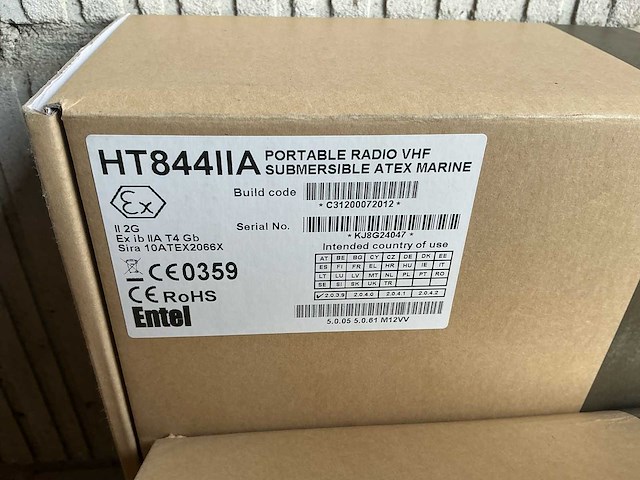 HT844IIA PORTABLE RADIO VHF
SUBMERSIBLE ATEX MARINE
Build code
*C31200072012*
Ex
II 2G
Ex ib IIA T4 Gb
Sira 10ATEX2066X
Serial No.
*KJ8G24047*
Intended country of use
AT BE BG CY CZ DE DK EE
ES FI FR EL HR HU IE IT
LT LU LV MT NL PL PT RO
SE SI SK UK TR
✓2.0.3.9 2.0.4.0 2.0.4.1 2.0.4.2
CE0359
CE RoHS
Entel
5.0.05 5.0.61 M12VV